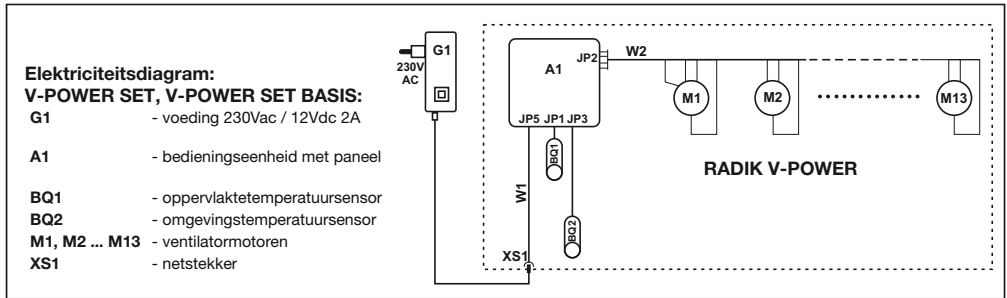 Elektriciteitsdiagram:
V-POWER SET, V-POWER SET BASIS:
G1 - voeding 230Vac / 12Vdc 2A
A1 - bedieningseenheid met paneel
BQ1 - oppervlaktetemperatuursensor
BQ2 - omgevingstemperatuursensor
M1, M2 ... M13 - ventilatormotoren
XS1 - netstekker
G1
230V
AC
A1
JP2
W2
JP5 JP1 JP3
M1
M2
M13
BQ1
BQ2
W1
XS1
RADIK V-POWER